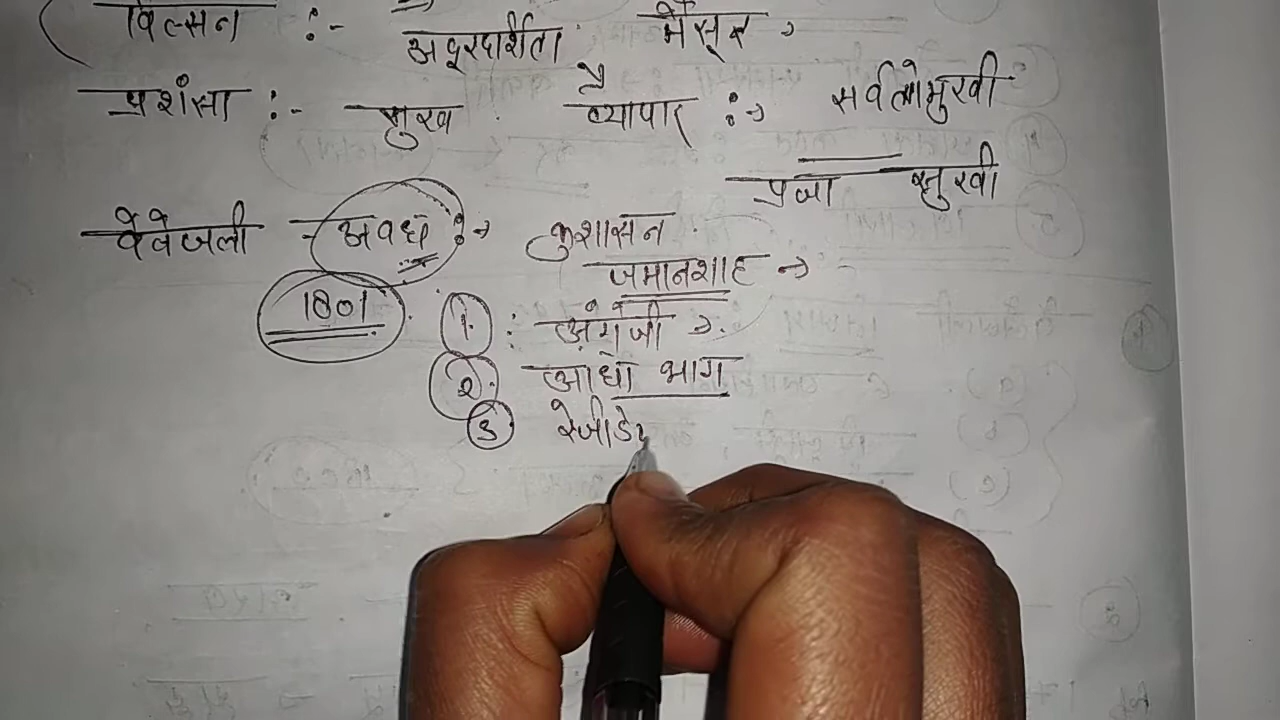 विल्सन :- अदूरदर्शिता मैसूर →
प्रशंसा :- सुख व्यापार :→ सर्वतोमुखी
प्रजा सुखी
वेलेजली - अवध :→ कुशासन
जमानशाह →
1801
1 : अंग्रेजों →
2. आधा भाग
3 रेजीडे